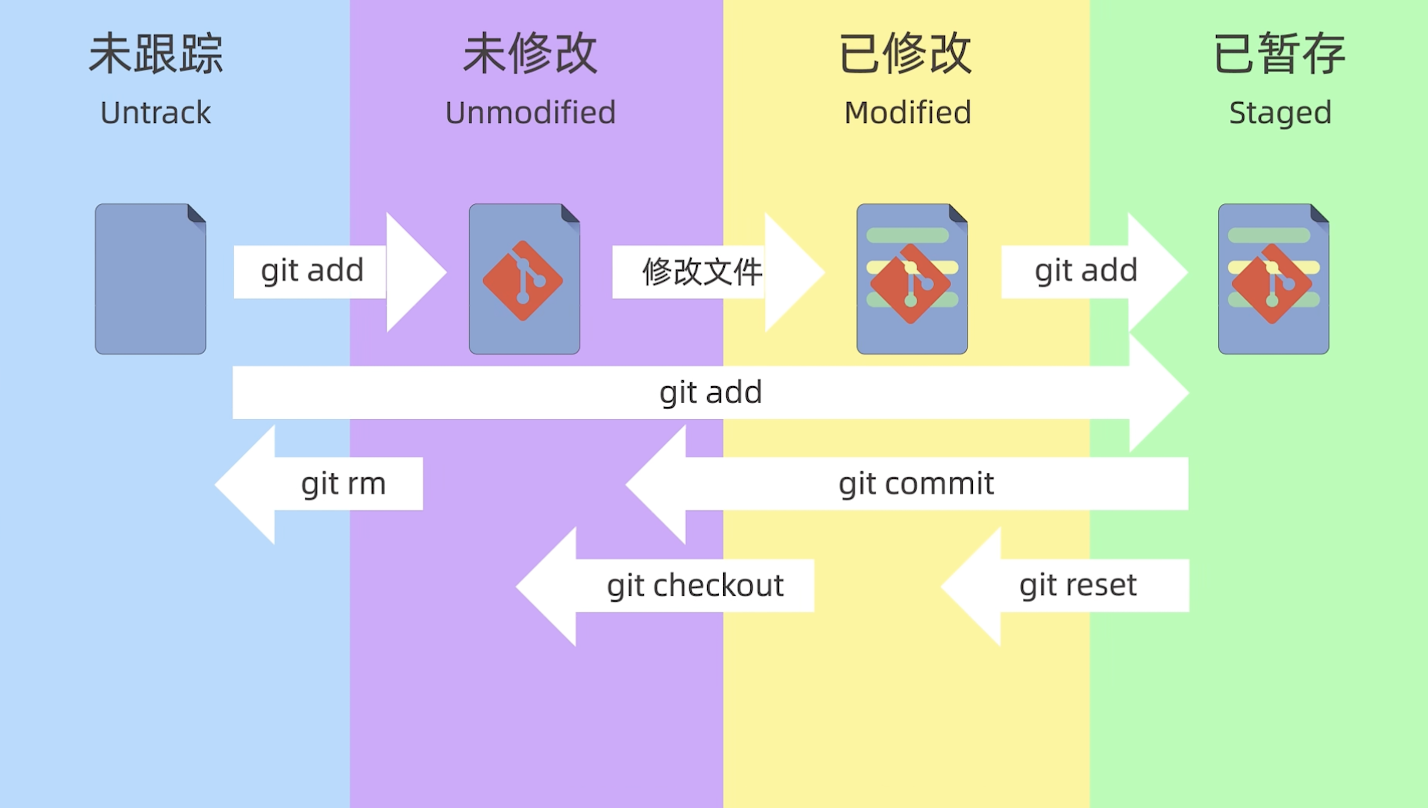 未跟踪
Untrack
未修改
Unmodified
已修改
Modified
已暂存
Staged
git add
修改文件
git add
git add
git rm
git commit
git checkout
git reset